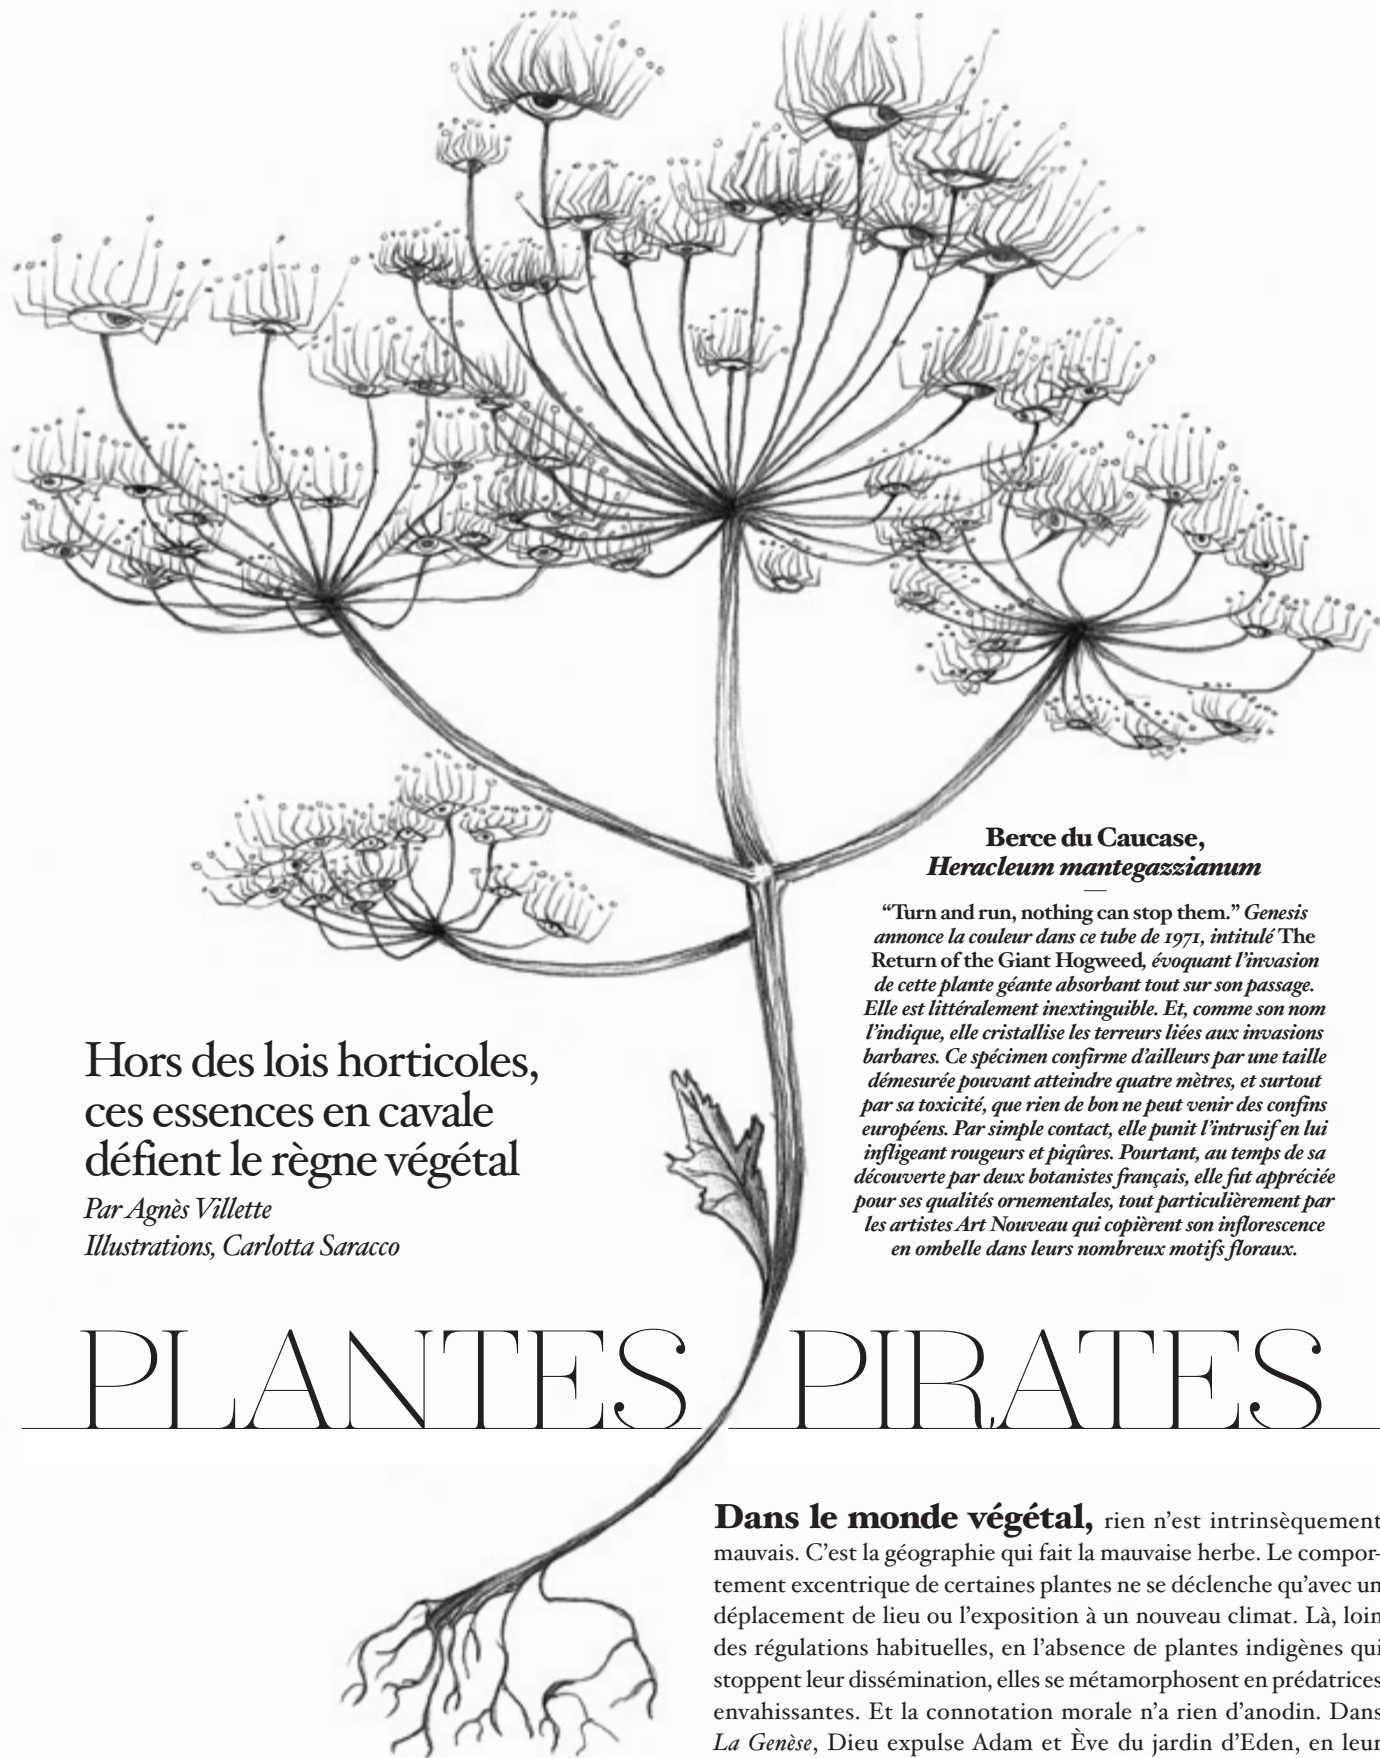 Berce du Caucase,
Heracleum mantegazzianum
“Turn and run, nothing can stop them.” Genesis
annonce la couleur dans ce tube de 1971, intitulé The
Return of the Giant Hogweed, évoquant l’invasion
de cette plante géante absorbant tout sur son passage.
Elle est littéralement inextinguible. Et, comme son nom
l’indique, elle cristallise les terreurs liées aux invasions
barbares. Ce spécimen confirme d’ailleurs par une taille
démesurée pouvant atteindre quatre mètres, et surtout
par sa toxicité, que rien de bon ne peut venir des confins
européens. Par simple contact, elle punit l’intrusif en lui
infligeant rougeurs et piqûres. Pourtant, au temps de sa
découverte par deux botanistes français, elle fut appréciée
pour ses qualités ornementales, tout particulièrement par
les artistes Art Nouveau qui copièrent son inflorescence
en ombelle dans leurs nombreux motifs floraux.
Hors des lois horticoles,
ces essences en cavale
défient le règne végétal
Par Agnès Villette
Illustrations, Carlotta Saracco
PLANTES PIRATES
Dans le monde végétal, rien n’est intrinsèquement
mauvais. C’est la géographie qui fait la mauvaise herbe. Le compor-
tement excentrique de certaines plantes ne se déclenche qu’avec un
déplacement de lieu ou l’exposition à un nouveau climat. Là, loin
des régulations habituelles, en l’absence de plantes indigènes qui
stoppent leur dissémination, elles se métamorphosent en prédatrices
envahissantes. Et la connotation morale n’a rien d’anodin. Dans
La Genèse, Dieu expulse Adam et Ève du jardin d’Eden, en leur